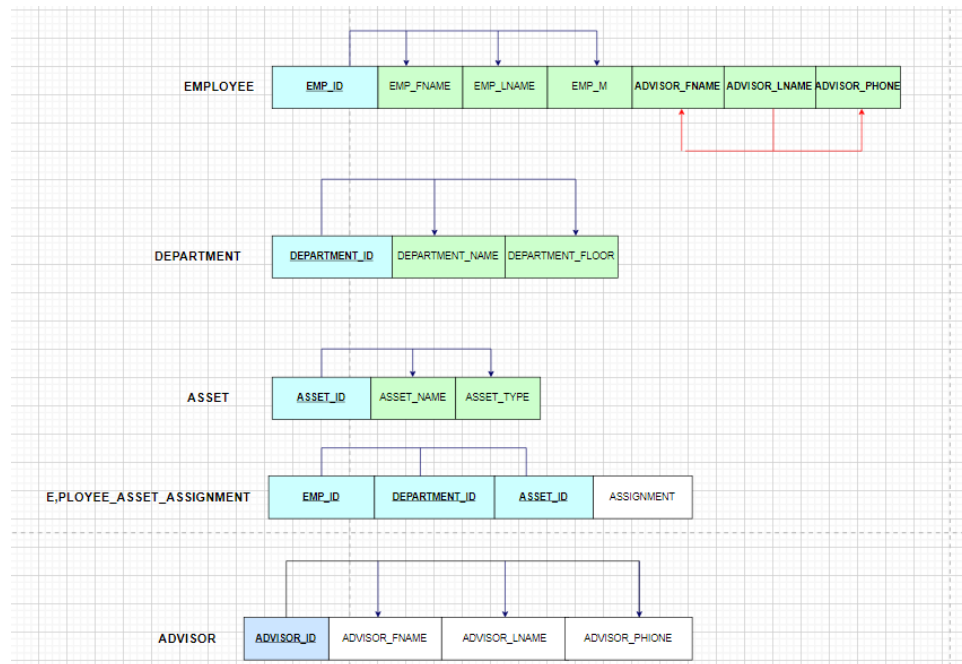 EMPLOYEE EMP_ID EMP_FNAME EMP_LNAME EMP_M ADVISOR_FNAME ADVISOR_LNAME ADVISOR_PHONE
DEPARTMENT DEPARTMENT_ID DEPARTMENT_NAME DEPARTMENT_FLOOR
ASSET ASSET_ID ASSET_NAME ASSET_TYPE
E,PLOYEE_ASSET_ASSIGNMENT EMP_ID DEPARTMENT_ID ASSET_ID ASSIGNMENT
ADVISOR ADVISOR_ID ADVISOR_FNAME ADVISOR_LNAME ADVISOR_PHIONE